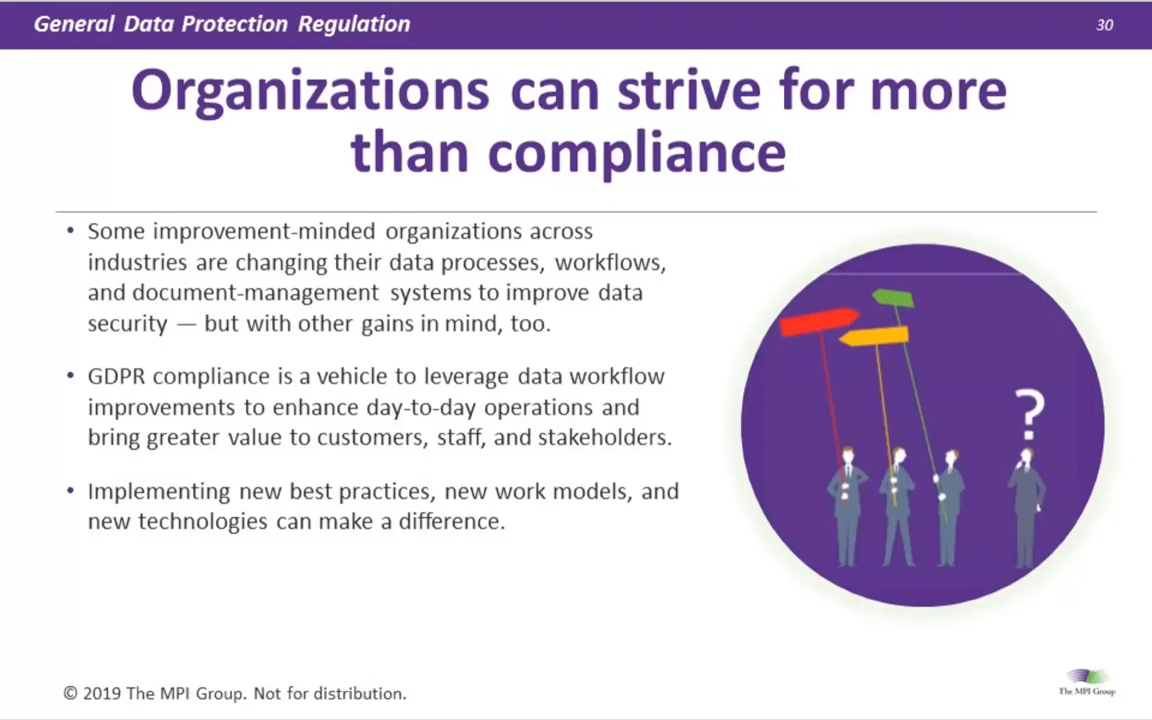 General Data Protection Regulation
30
Organizations can strive for more
than compliance
• Some improvement-minded organizations across
industries are changing their data processes, workflows,
and document-management systems to improve data
security — but with other gains in mind, too.
• GDPR compliance is a vehicle to leverage data workflow
improvements to enhance day-to-day operations and
bring greater value to customers, staff, and stakeholders.
• Implementing new best practices, new work models, and
new technologies can make a difference.
?
© 2019 The MPI Group. Not for distribution.
The MPI Group